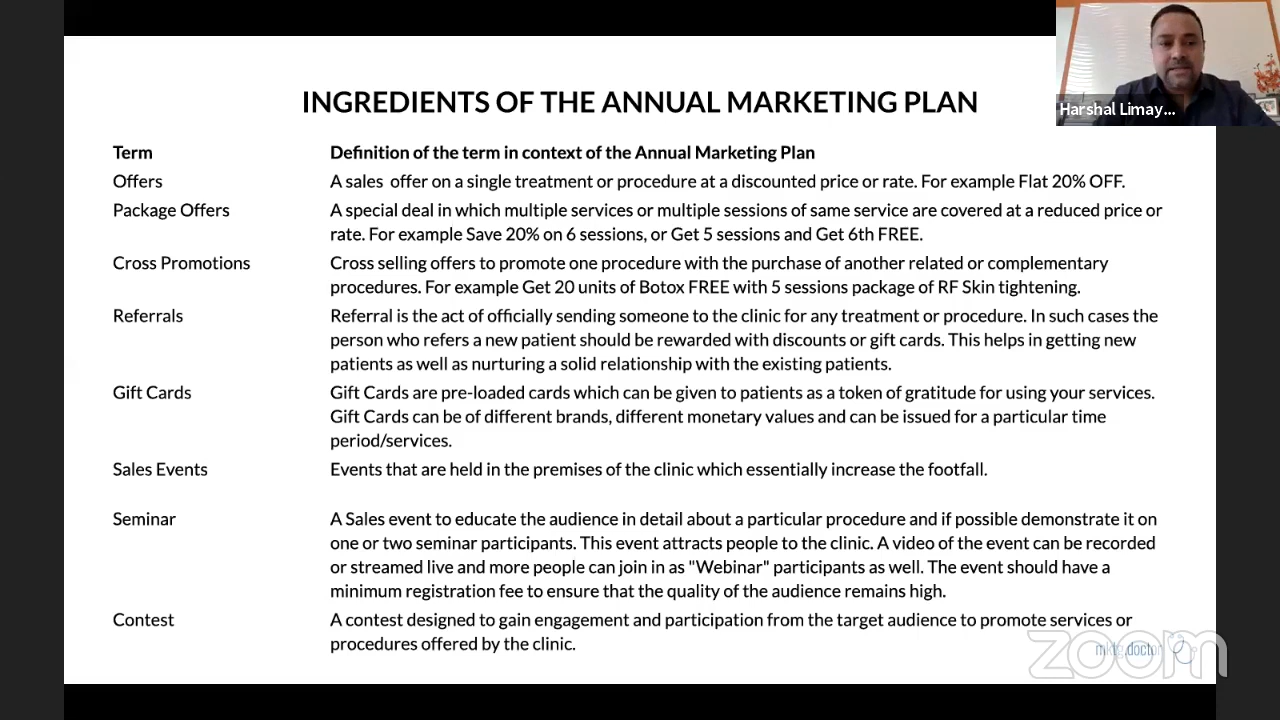 INGREDIENTS OF THE ANNUAL MARKETING PLAN
Harshal Limay...
Term
Definition of the term in context of the Annual Marketing Plan
Offers
A sales offer on a single treatment or procedure at a discounted price or rate. For example Flat 20% OFF.
Package Offers
A special deal in which multiple services or multiple sessions of same service are covered at a reduced price or
rate. For example Save 20% on 6 sessions, or Get 5 sessions and Get 6th FREE.
Cross Promotions
Cross selling offers to promote one procedure with the purchase of another related or complementary
procedures. For example Get 20 units of Botox FREE with 5 sessions package of RF Skin tightening.
Referrals
Referral is the act of officially sending someone to the clinic for any treatment or procedure. In such cases the
person who refers a new patient should be rewarded with discounts or gift cards. This helps in getting new
patients as well as nurturing a solid relationship with the existing patients.
Gift Cards
Gift Cards are pre-loaded cards which can be given to patients as a token of gratitude for using your services.
Gift Cards can be of different brands, different monetary values and can be issued for a particular time
period/services.
Sales Events
Events that are held in the premises of the clinic which essentially increase the footfall.
Seminar
A Sales event to educate the audience in detail about a particular procedure and if possible demonstrate it on
one or two seminar participants. This event attracts people to the clinic. A video of the event can be recorded
or streamed live and more people can join in as "Webinar" participants as well. The event should have a
minimum registration fee to ensure that the quality of the audience remains high.
Contest
A contest designed to gain engagement and participation from the target audience to promote services or
procedures offered by the clinic.
mktg.doctor
zoom